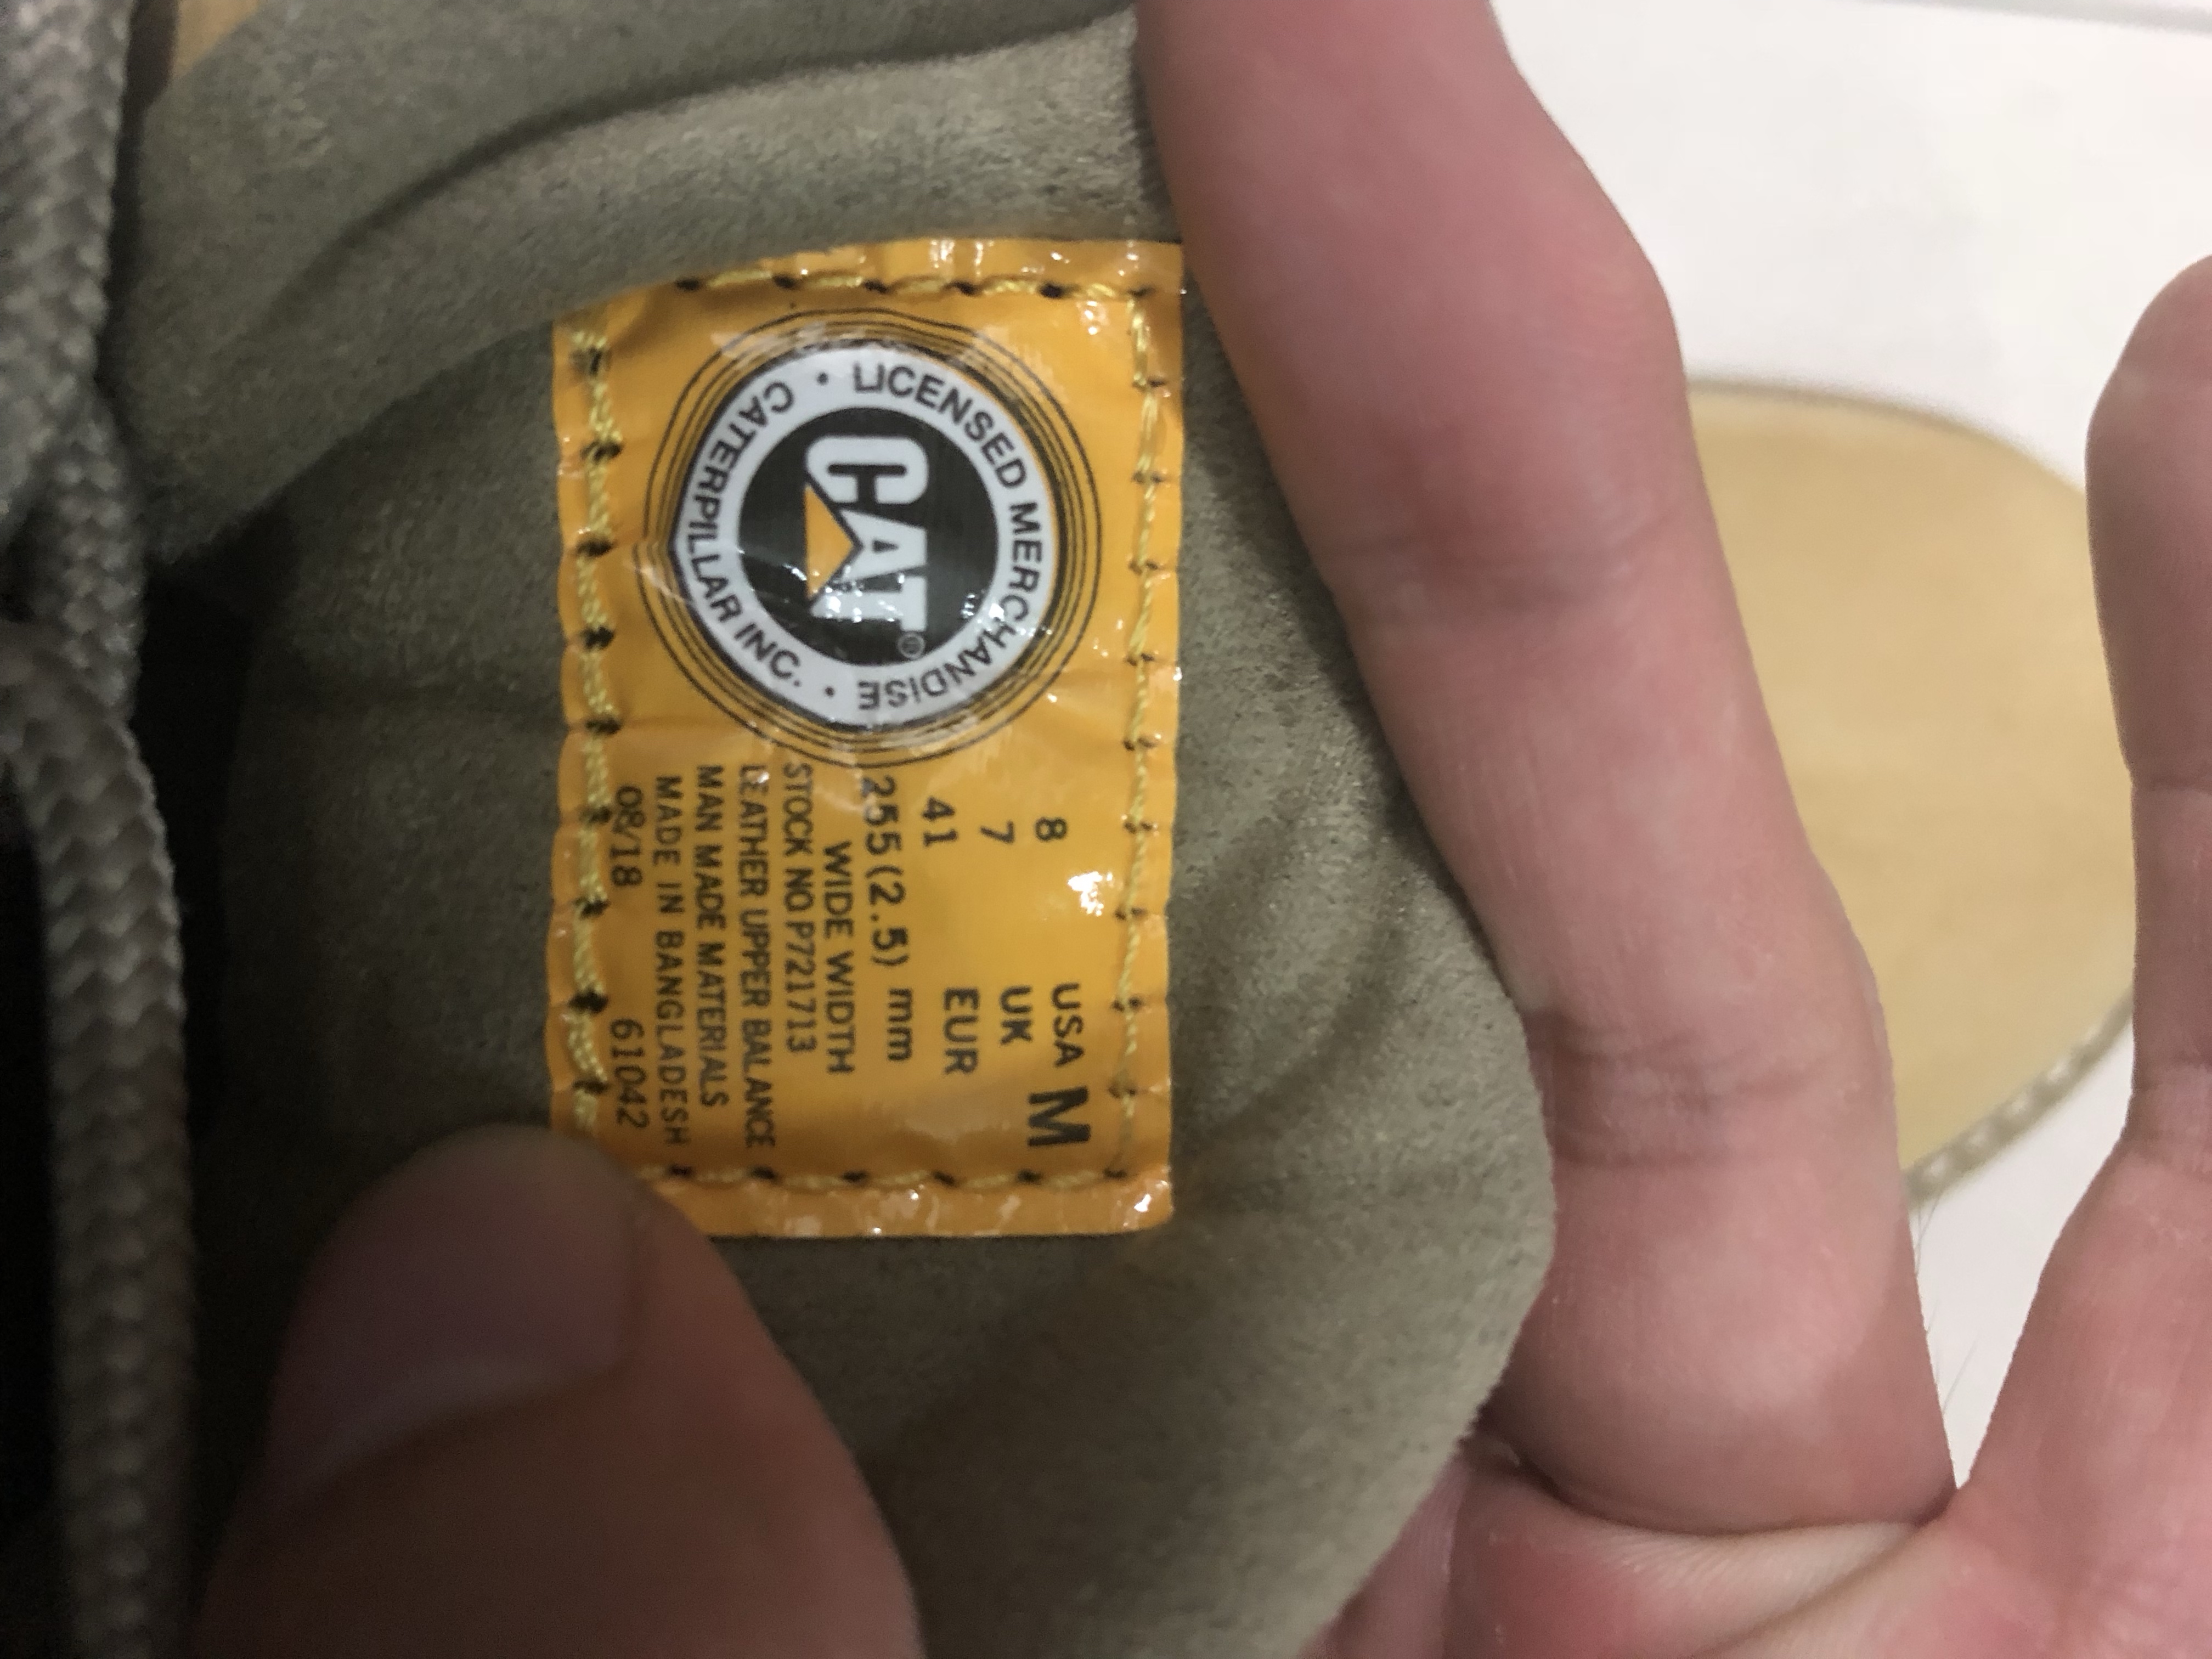 LICENSED MERCHANDISE •
CATERPILLAR INC. •
CAT®
8 USA M
7 UK
41 EUR
255(2.5) mm
WIDE WIDTH
STOCK NO P721713
LEATHER UPPER BALANCE
MAN MADE MATERIALS
MADE IN BANGLADESH
08/18 61042